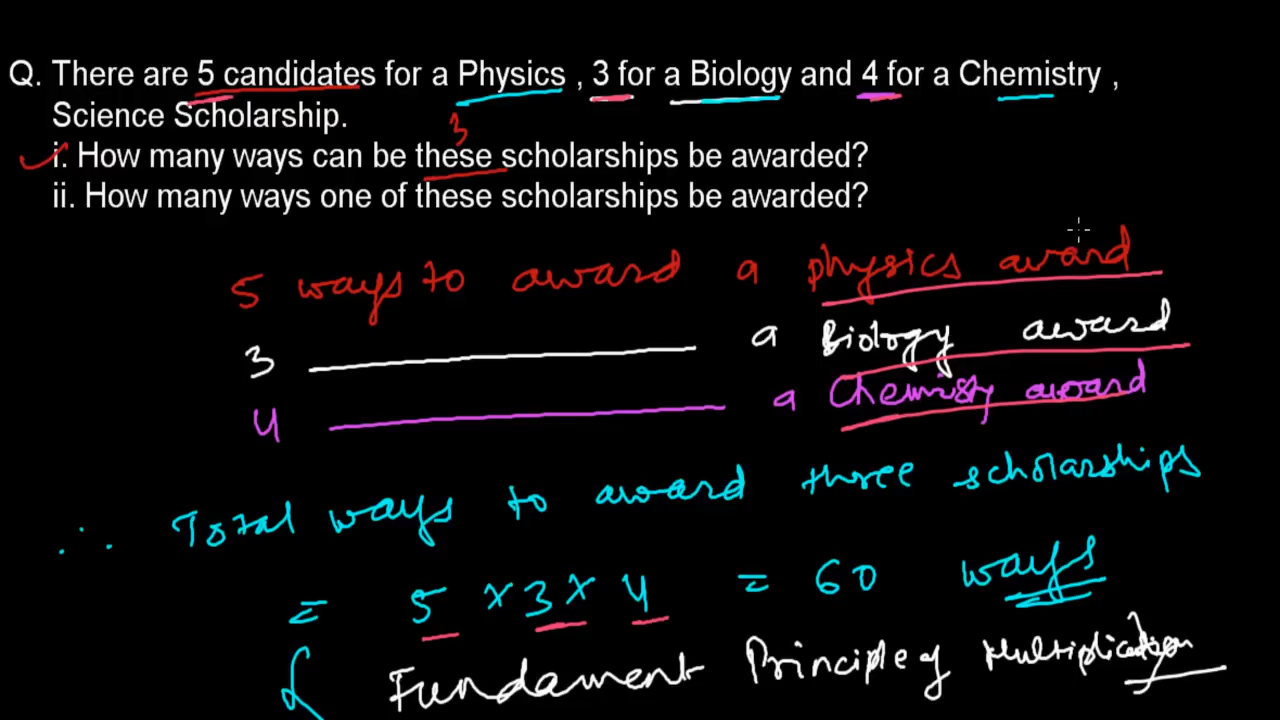 Q. There are 5 candidates for a Physics , 3 for a Biology and 4 for a Chemistry ,
Science Scholarship.
3
i. How many ways can be these scholarships be awarded?
ii. How many ways one of these scholarships be awarded?
5 ways to award a physics award
3 a Biology award
4 a Chemisty award
∴ Total ways to award three scholarships
= 5 × 3 × 4 = 60 ways
( Fundament Principle of Multiplication)